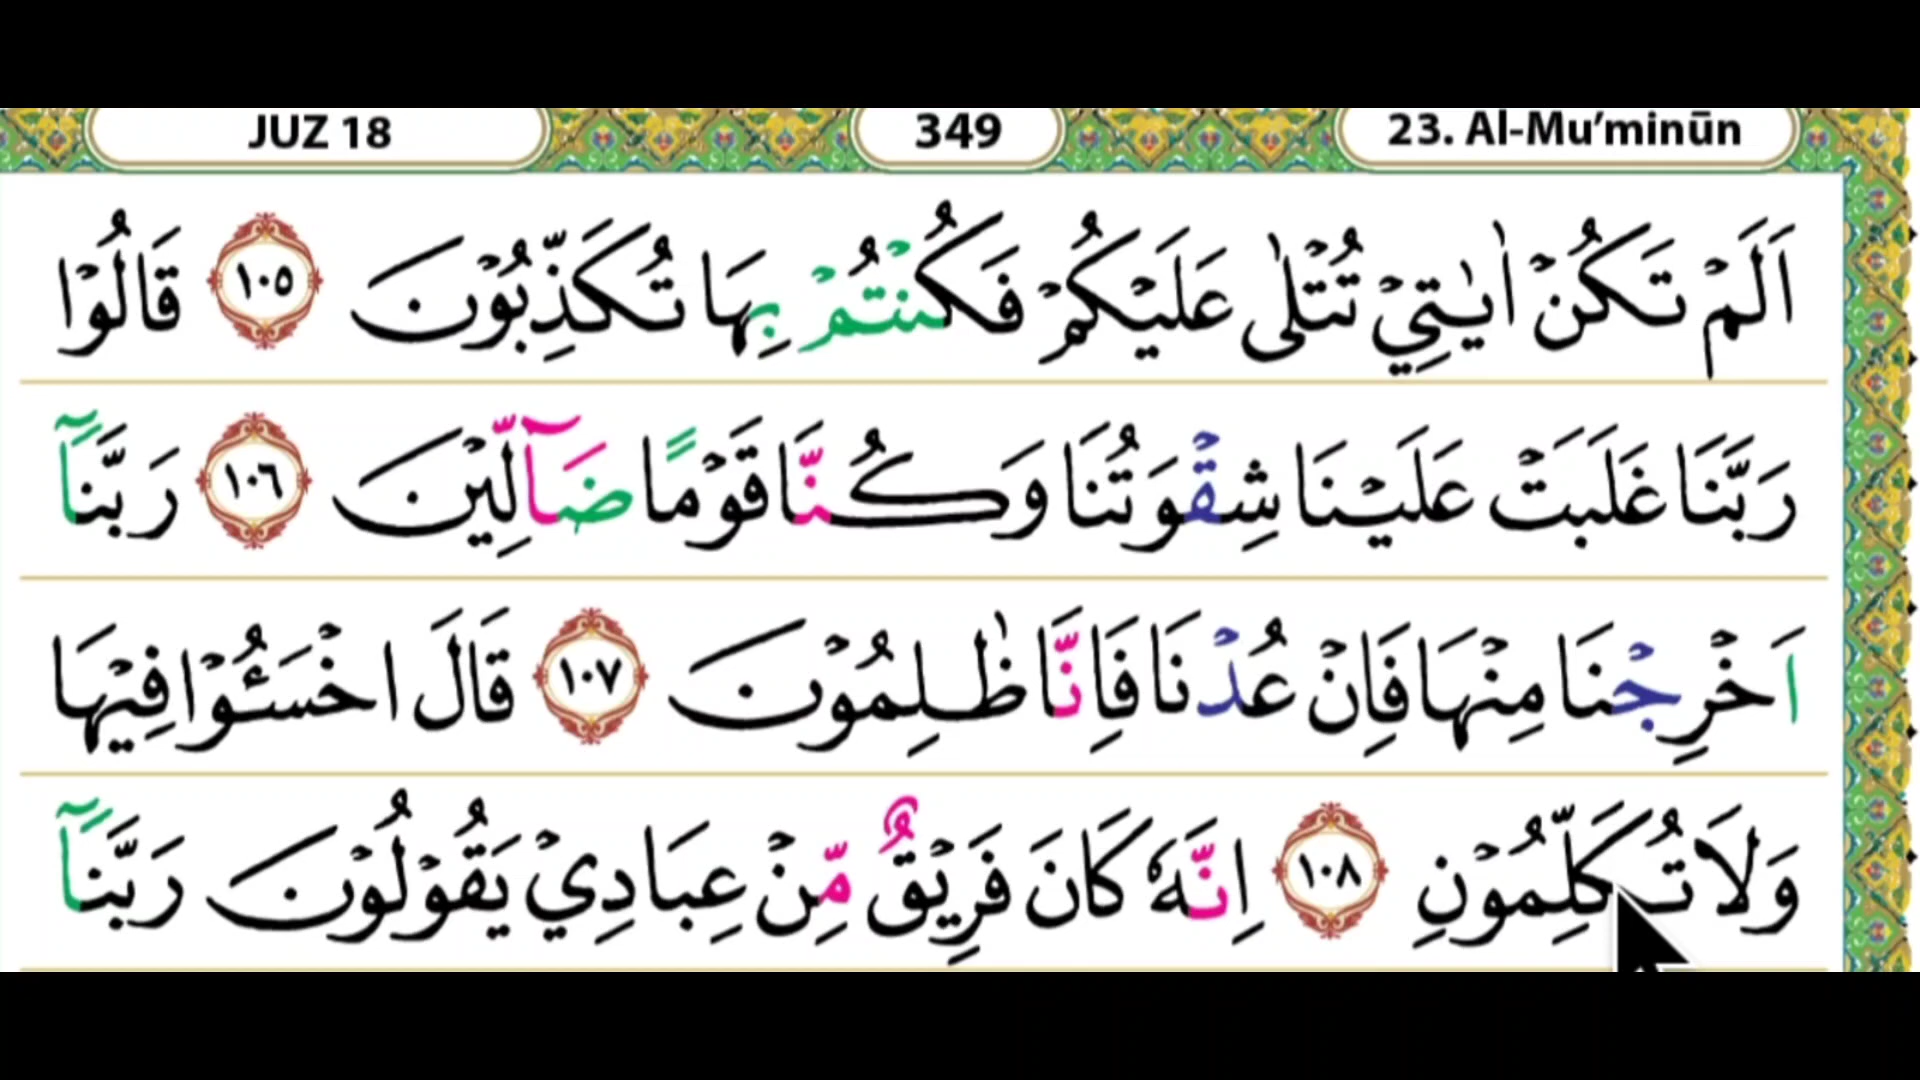 JUZ 18 349 23. Al-Mu’minūn
اَلَمْ تَكُنْ اٰيٰتِيْ تُتْلٰى عَلَيْكُمْ فَكُنْتُمْ بِهَا تُكَذِّبُوْنَ ١٠٥ قَالُوْا
رَبَّنَا غَلَبَتْ عَلَيْنَا شِقْوَتُنَا وَكُنَّا قَوْمًا ضَاۤلِّيْنَ ١٠٦ رَبَّنَآ
اَخْرِجْنَا مِنْهَا فَاِنْ عُدْنَا فَاِنَّا ظٰلِمُوْنَ ١٠٧ قَالَ اخْسَـُٔوْا فِيْهَا
وَلَا تُكَلِّمُوْنِ ١٠٨ اِنَّهٗ كَانَ فَرِيْقٌ مِّنْ عِبَادِيْ يَقُوْلُوْنَ رَبَّنَآ